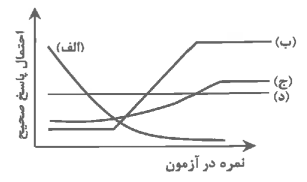 احتمال پاسخ صحیح
(الف)
(ب)
(ج)
(د)
نمره در آزمون